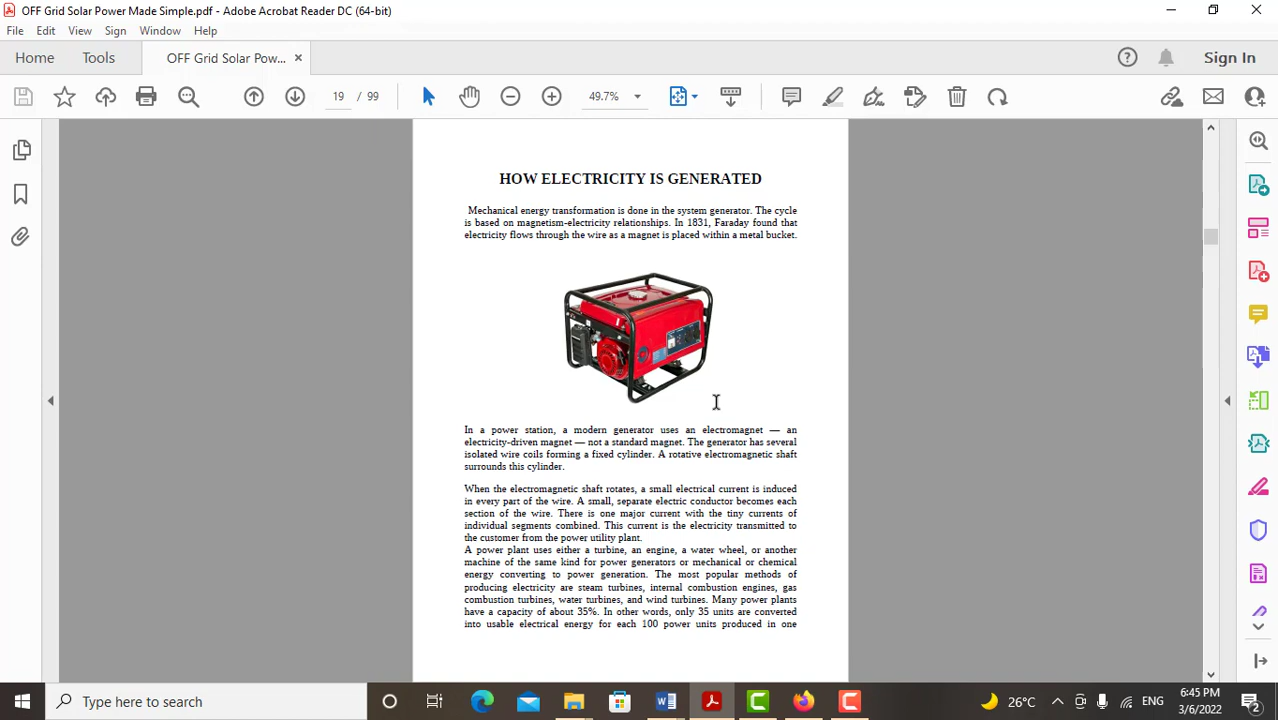 OFF Grid Solar Power Made Simple.pdf - Adobe Acrobat Reader DC (64-bit)
File Edit View Sign Window Help
Home Tools OFF Grid Solar Pow... Sign In
19 / 99 49.7%
HOW ELECTRICITY IS GENERATED
Mechanical energy transformation is done in the system generator. The cycle
is based on magnetism-electricity relationships. In 1831, Faraday found that
electricity flows through the wire as a magnet is placed within a metal bucket.
In a power station, a modern generator uses an electromagnet — an
electricity-driven magnet — not a standard magnet. The generator has several
isolated wire coils forming a fixed cylinder. A rotative electromagnetic shaft
surrounds this cylinder.
When the electromagnetic shaft rotates, a small electrical current is induced
in every part of the wire. A small, separate electric conductor becomes each
section of the wire. There is one major current with the tiny currents of
individual segments combined. This current is the electricity transmitted to
the customer from the power utility plant.
A power plant uses either a turbine, an engine, a water wheel, or another
machine of the same kind for power generators or mechanical or chemical
energy converting to power generation. The most popular methods of
producing electricity are steam turbines, internal combustion engines, gas
combustion turbines, water turbines, and wind turbines. Many power plants
have a capacity of about 35%. In other words, only 35 units are converted
into usable electrical energy for each 100 power units produced in one
Type here to search
26°C ENG
6:45 PM
3/6/2022
2